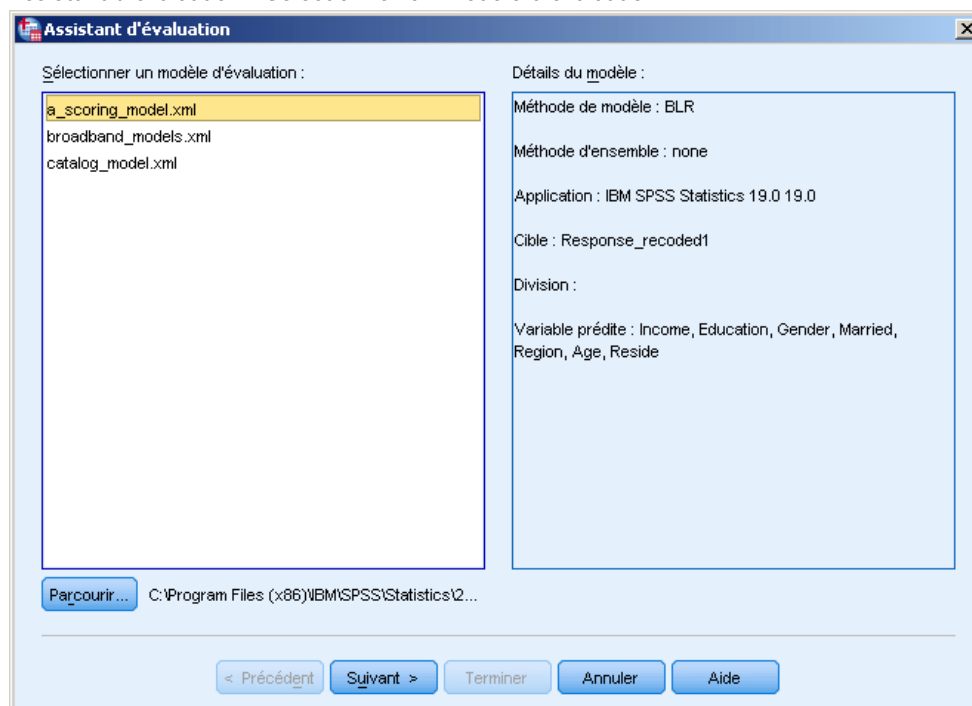 Assistant d'évaluation
Sélectionner un modèle d'évaluation :
a_scoring_model.xml
broadband_models.xml
catalog_model.xml
Détails du modèle :
Méthode de modèle : BLR
Méthode d'ensemble : none
Application : IBM SPSS Statistics 19.0 19.0
Cible : Response_recoded1
Division :
Variable prédite : Income, Education, Gender, Married,
Region, Age, Reside
Parcourir... C:\Program Files (x86)\IBM\SPSS\Statistics\2...
< Précédent Suivant > Terminer Annuler Aide